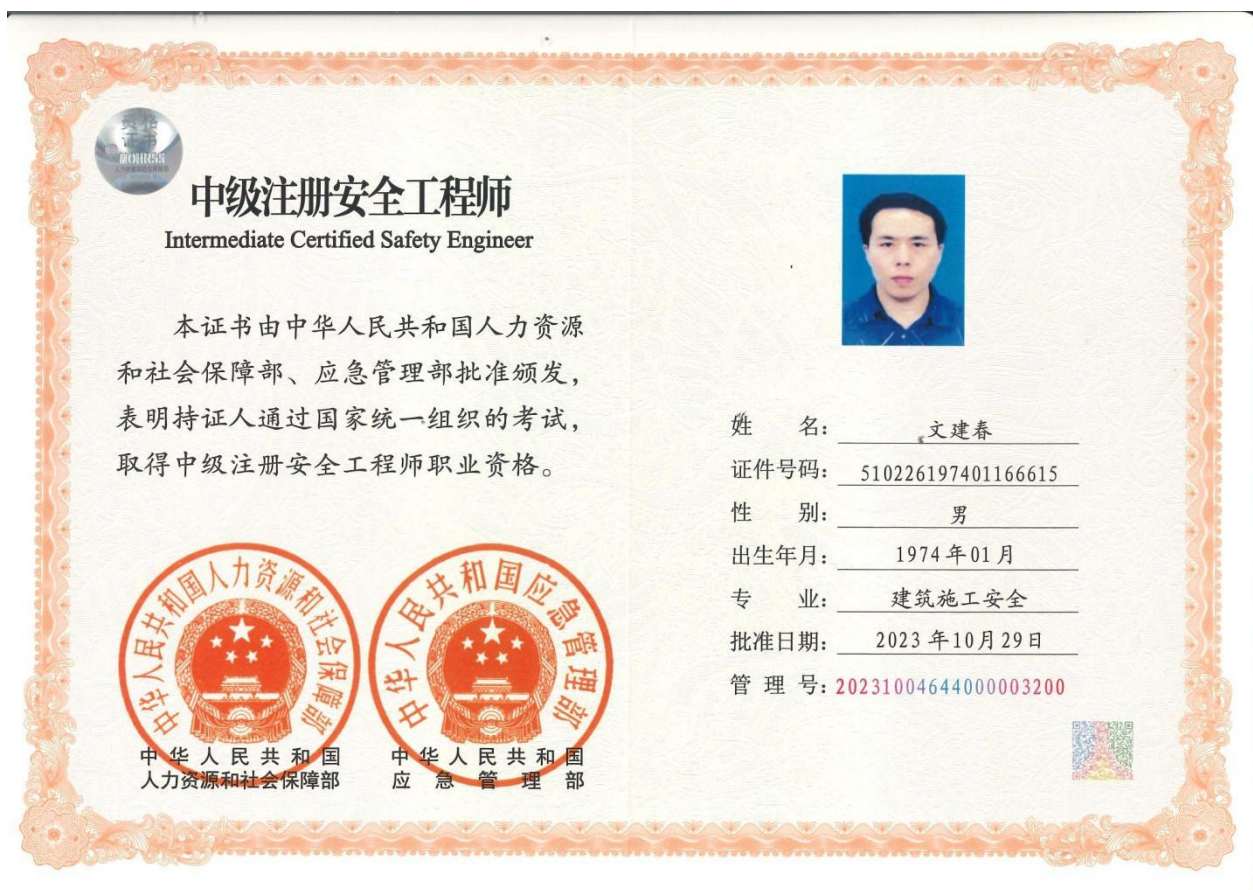 资格
证书
MOHRSS
中级注册安全工程师
Intermediate Certified Safety Engineer
本证书由中华人民共和国人力资源
和社会保障部、应急管理部批准颁发，
表明持证人通过国家统一组织的考试，
取得中级注册安全工程师职业资格。
中华人民共和国人力资源和社会保障部
中华人民共和国
人力资源和社会保障部
中华人民共和国应急管理部
中华人民共和国
应急管理部
姓名：文建春
证件号码：510226197401166615
性别：男
出生年月：1974年01月
专业：建筑施工安全
批准日期：2023年10月29日
管理号：20231004644000003200